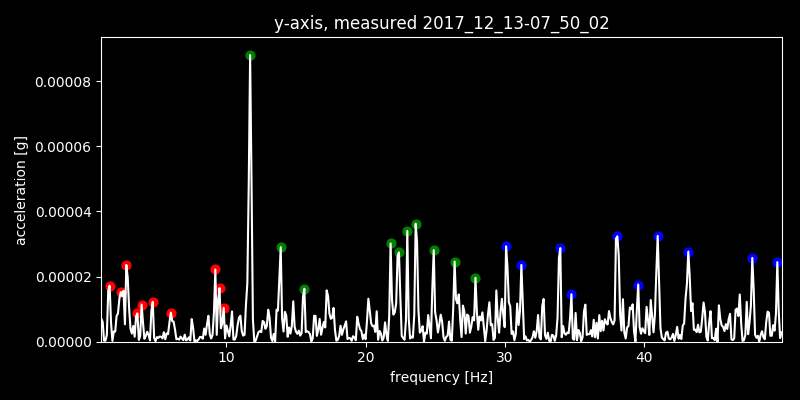 y-axis, measured 2017_12_13-07_50_02
0.00008
0.00006
0.00004
0.00002
0.00000
acceleration [g]
10 20 30 40
frequency [Hz]